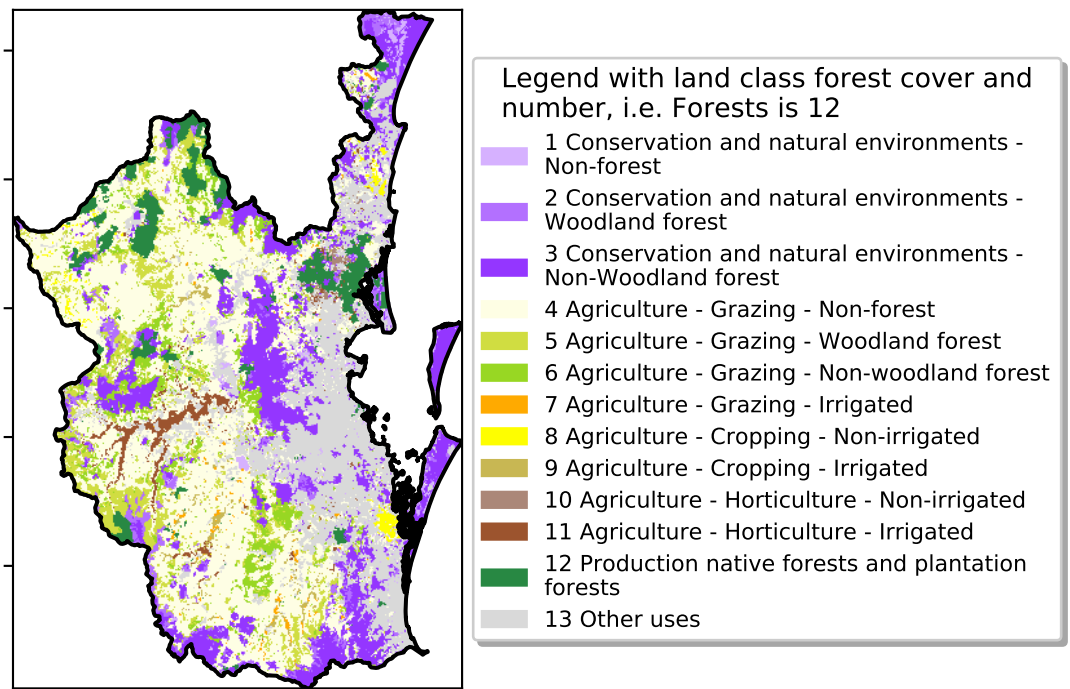 Legend with land class forest cover and
number, i.e. Forests is 12
1 Conservation and natural environments -
Non-forest
2 Conservation and natural environments -
Woodland forest
3 Conservation and natural environments -
Non-Woodland forest
4 Agriculture - Grazing - Non-forest
5 Agriculture - Grazing - Woodland forest
6 Agriculture - Grazing - Non-woodland forest
7 Agriculture - Grazing - Irrigated
8 Agriculture - Cropping - Non-irrigated
9 Agriculture - Cropping - Irrigated
10 Agriculture - Horticulture - Non-irrigated
11 Agriculture - Horticulture - Irrigated
12 Production native forests and plantation
forests
13 Other uses